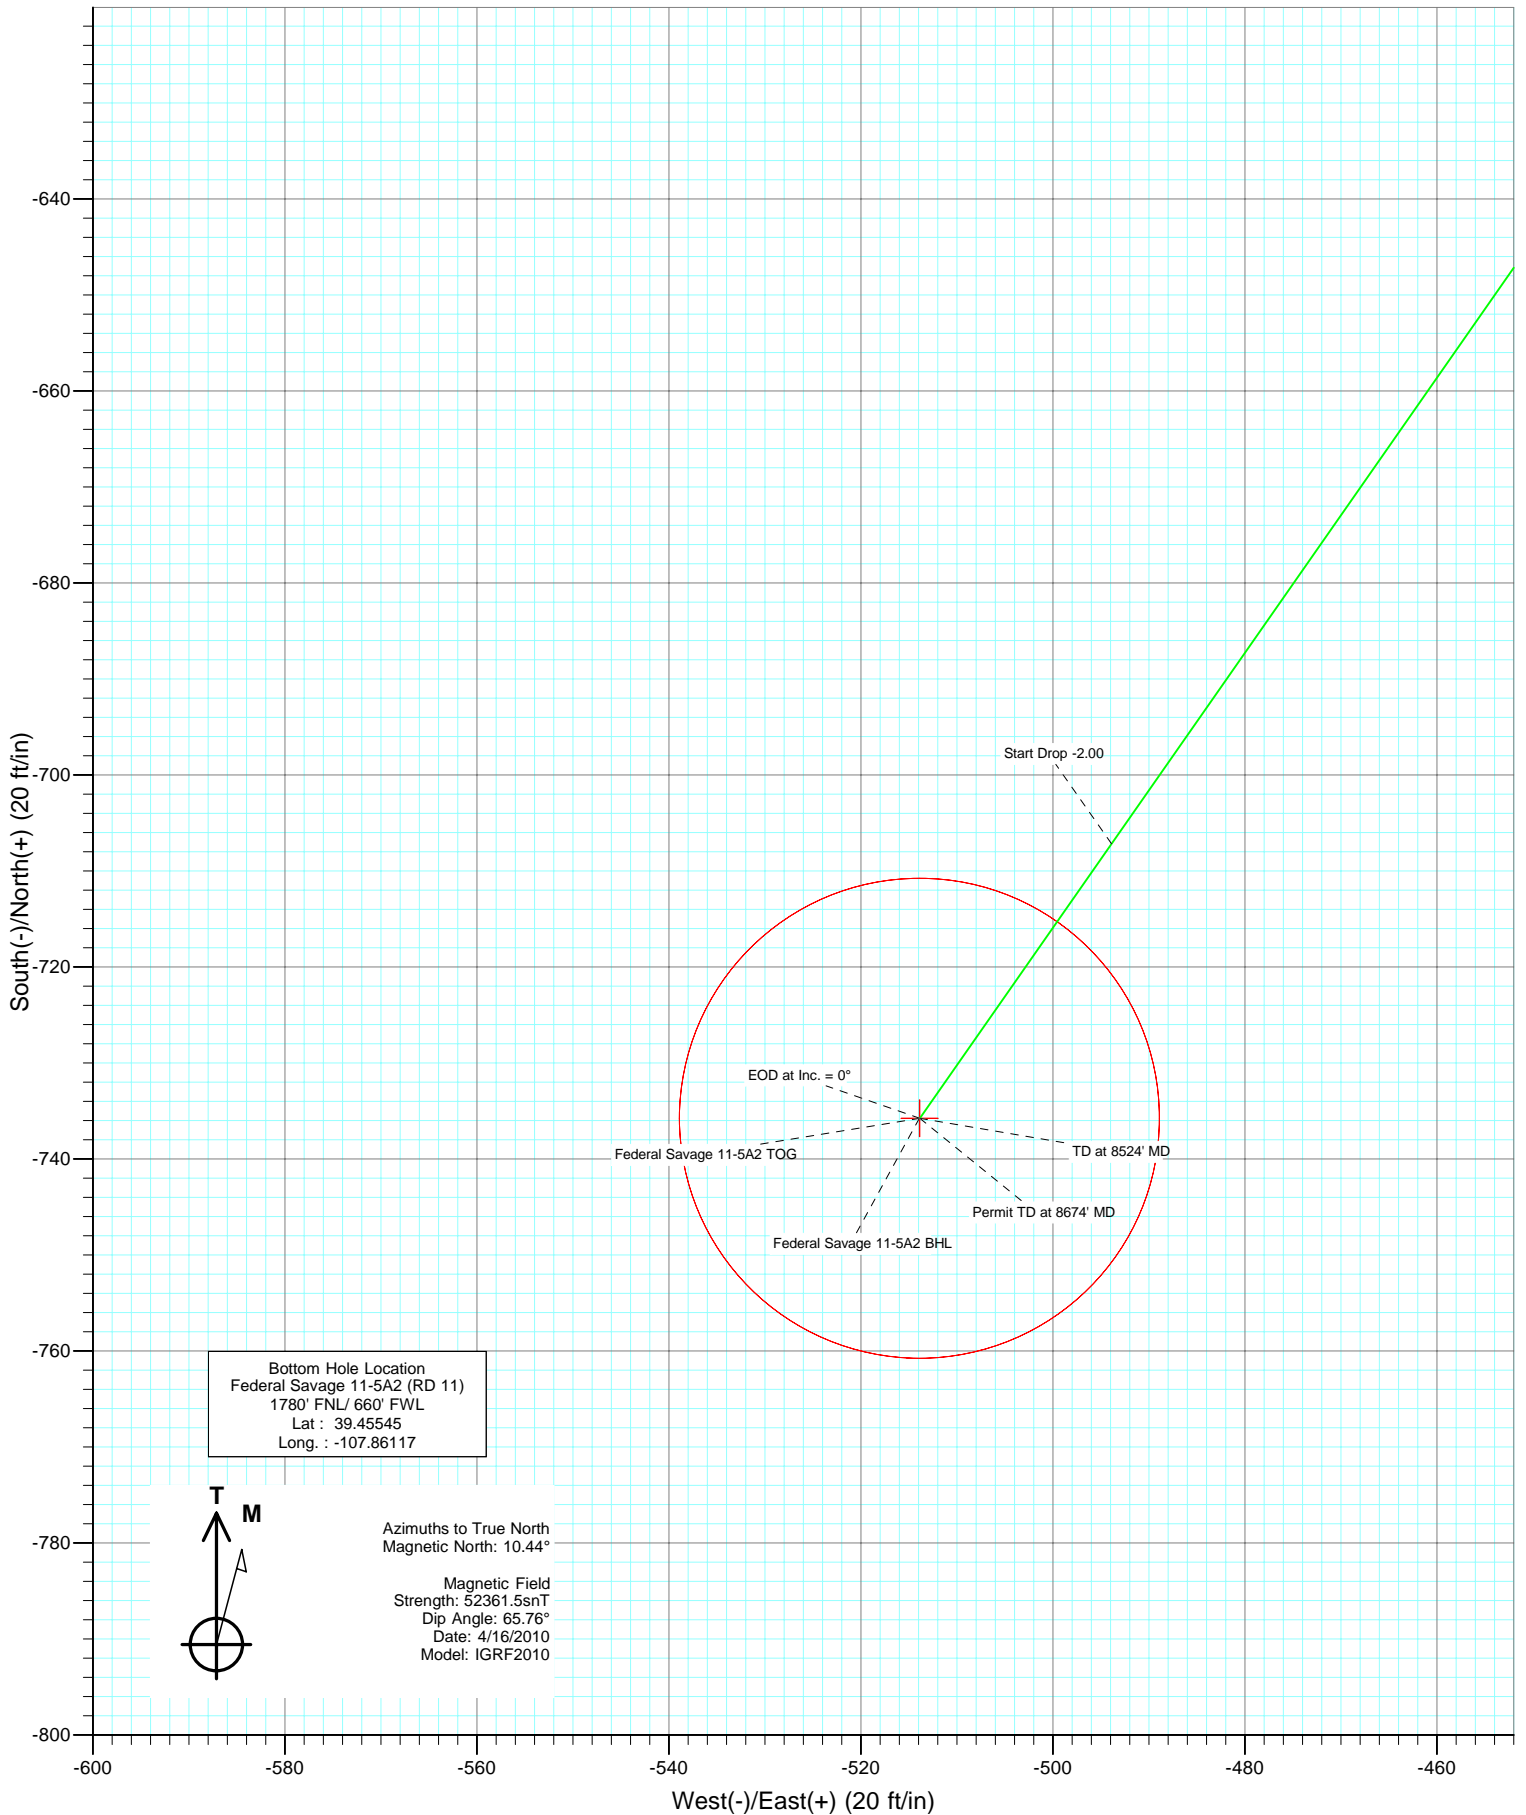 -640
-660
-680
-700
-720
-740
-760
-780
-800
South(-)/North(+) (20 ft/in)
Start Drop -2.00
EOD at Inc. = 0°
Federal Savage 11-5A2 TOG
TD at 8524' MD
Permit TD at 8674' MD
Federal Savage 11-5A2 BHL
Bottom Hole Location
Federal Savage 11-5A2 (RD 11)
1780' FNL/ 660' FWL
Lat : 39.45545
Long. : -107.86117
T
M
Azimuths to True North
Magnetic North: 10.44°
Magnetic Field
Strength: 52361.5snT
Dip Angle: 65.76°
Date: 4/16/2010
Model: IGRF2010
-600 -580 -560 -540 -520 -500 -480 -460
West(-)/East(+) (20 ft/in)